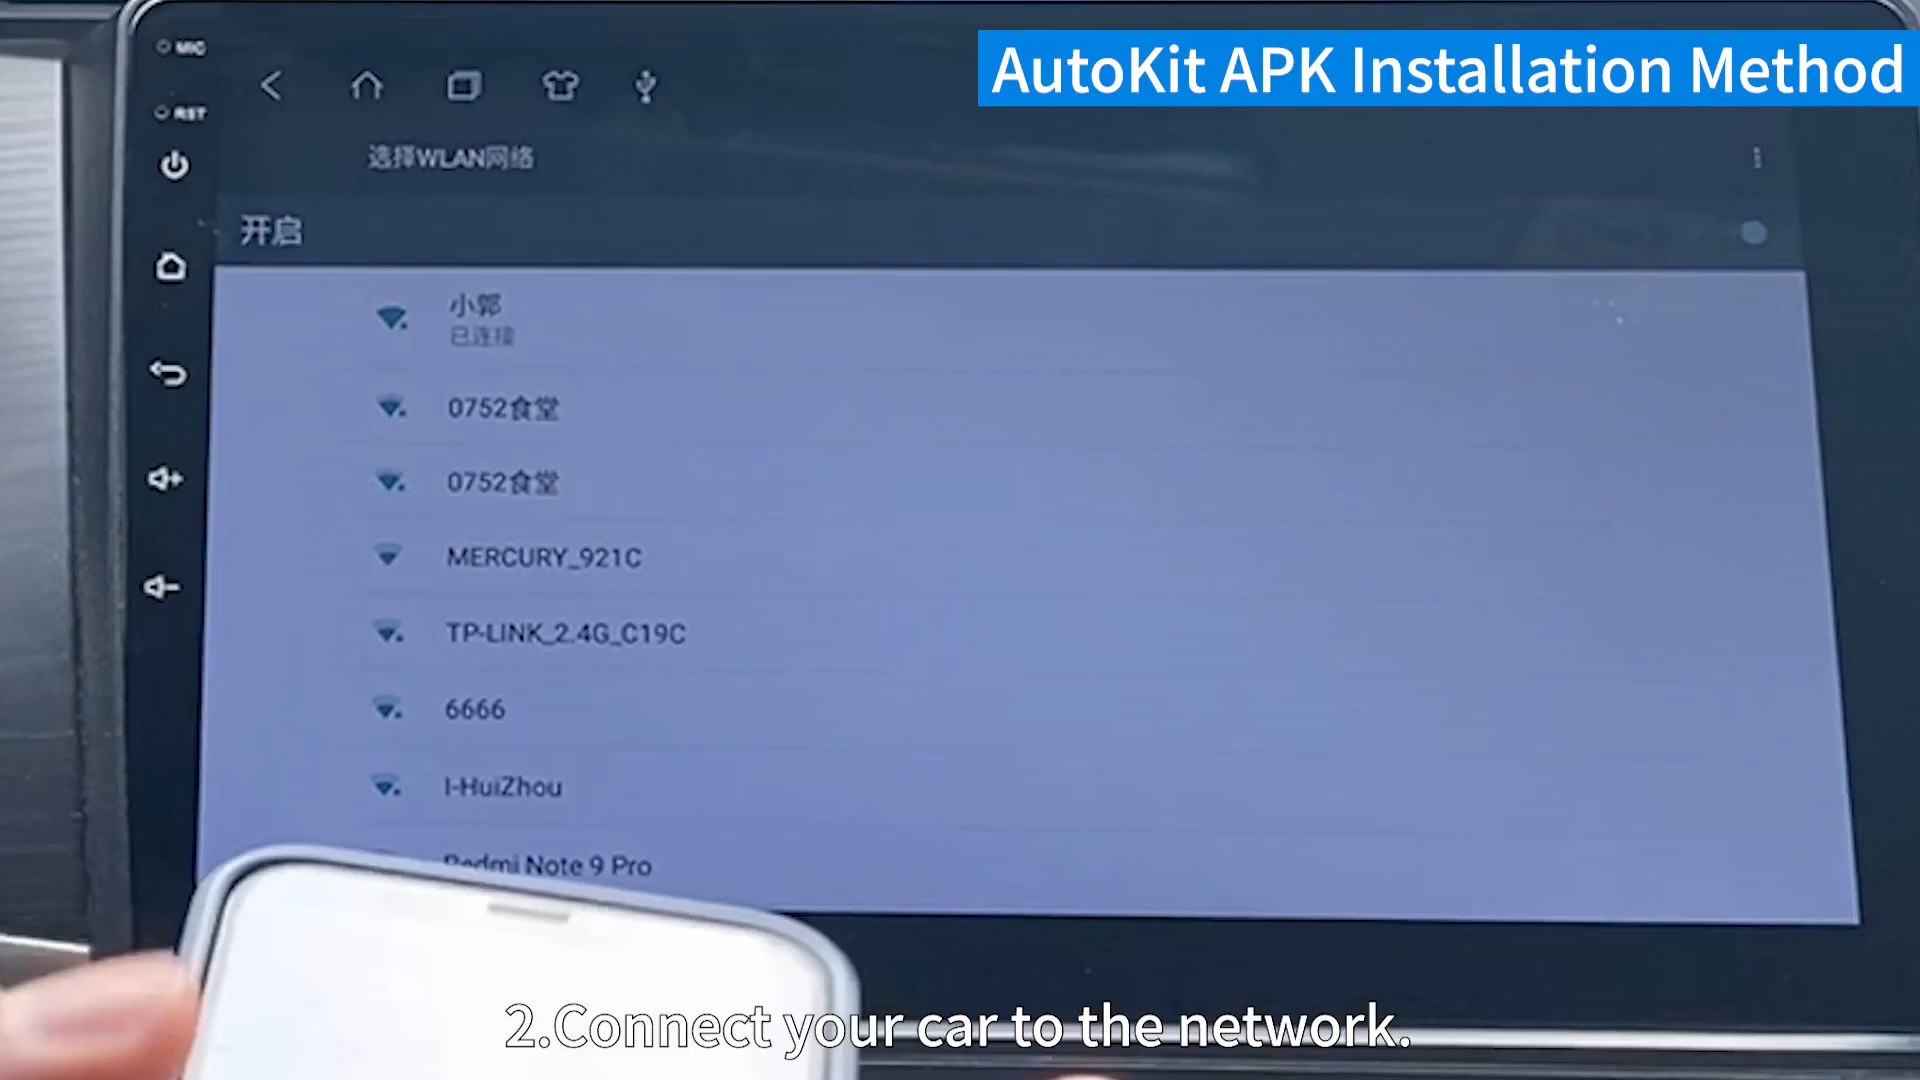 MIC
AutoKit APK Installation Method
RST
选择WLAN网络
开启
小郭
已连接
0752食堂
0752食堂
MERCURY_921C
TP-LINK_2.4G_C19C
6666
I-HuiZhou
Redmi Note 9 Pro
2.Connect your car to the network.